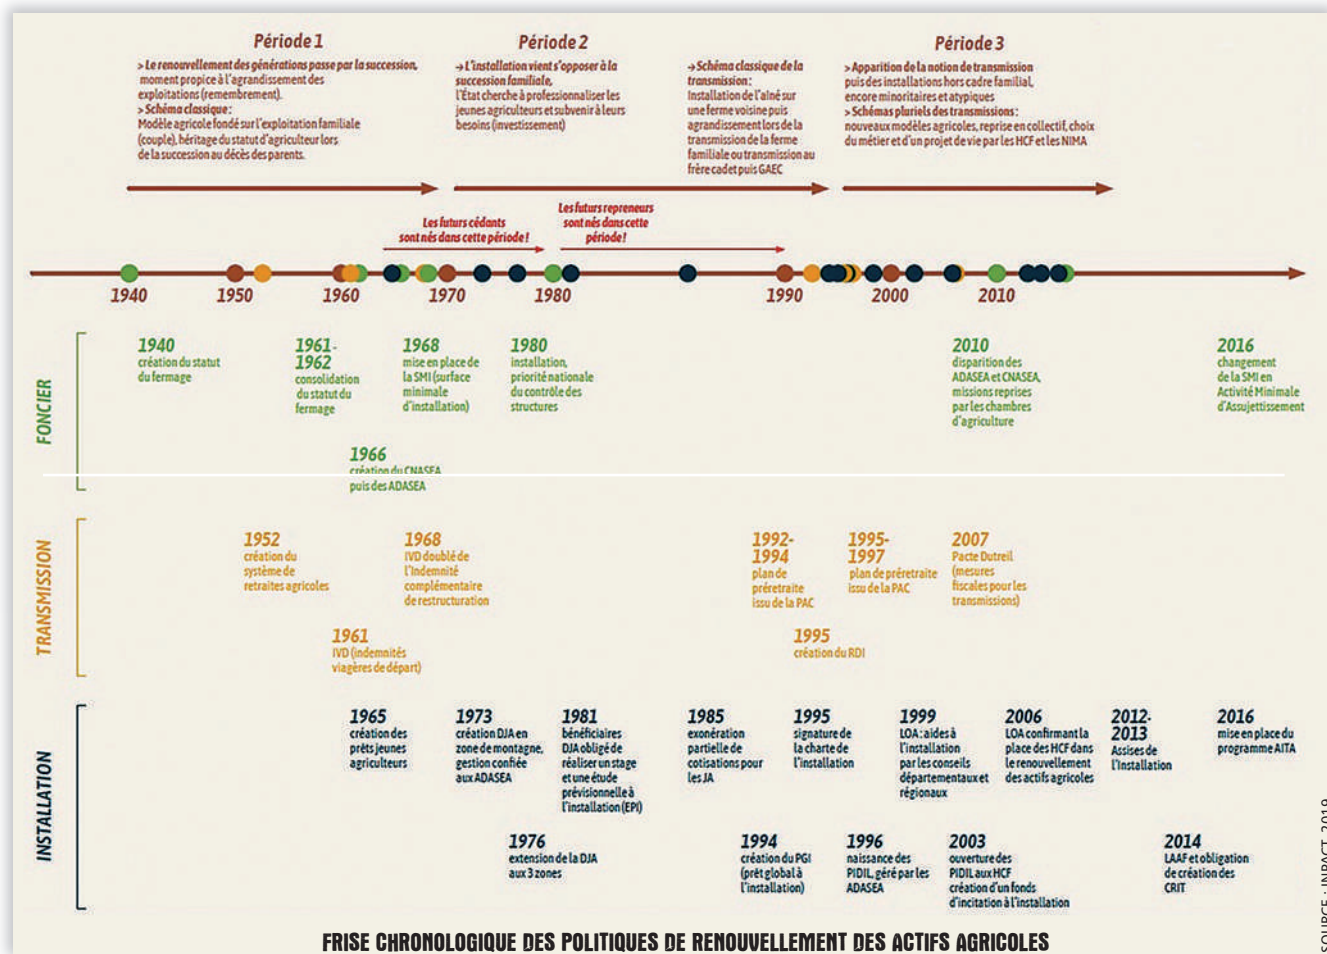 Période 1
> Le renouvellement des générations passe par la succession,
moment propice à l'agrandissement des
exploitations (remembrement).
> Schéma classique :
Modèle agricole fondé sur l'exploitation familiale
(couple), héritage du statut d'agriculteur lors
de la succession au décès des parents.
Période 2
→ L'installation vient s'opposer à la
succession familiale,
l'État cherche à professionnaliser les
jeunes agriculteurs et subvenir à leurs
besoins (investissement)
→ Schéma classique de la
transmission :
Installation de l'aîné sur
une ferme voisine puis
agrandissement lors de la
transmission de la ferme
familiale ou transmission au
frère cadet puis GAEC
Période 3
> Apparition de la notion de transmission
puis des installations hors cadre familial,
encore minoritaires et atypiques
> Schémas pluriels des transmissions :
nouveaux modèles agricoles, reprise en collectif, choix
du métier et d'un projet de vie par les HCF et les NIMA
Les futurs cédants
sont nés dans cette période !
Les futurs repreneurs
sont nés dans cette
période !
1940
1950
1960
1970
1980
1990
2000
2010
FONCIER
1940
création du statut
du fermage
1961-
1962
consolidation
du statut du
fermage
1968
mise en place de
la SMI (surface
minimale
d'installation)
1980
installation,
priorité nationale
du contrôle des
structures
2010
disparition des
ADASEA et CNASEA,
missions reprises
par les chambres
d'agriculture
2016
changement
de la SMI en
Activité Minimale
d'Assujettissement
1966
création du CNASEA
puis des ADASEA
TRANSMISSION
1952
création du
système de
retraites agricoles
1968
IVD doublé de
l'Indemnité
complémentaire
de restructuration
1992-
1994
plan de
préretraite
issu de la PAC
1995-
1997
plan de préretraite
issu de la PAC
2007
Pacte Dutreil
(mesures
fiscales pour les
transmissions)
1961
IVD (indemnités
viagères de départ)
1995
création du RDI
INSTALLATION
1965
création des
prêts jeunes
agriculteurs
1973
création DJA en
zone de montagne,
gestion confiée
aux ADASEA
1981
bénéficiaires
DJA obligé de
réaliser un stage
et une étude
prévisionnelle à
l'installation (EPI)
1985
exonération
partielle de
cotisations pour
les JA
1995
signature de
la charte de
l'installation
1999
LOA : aides à
l'installation
par les conseils
départementaux et
régionaux
2006
LOA confirmant la
place des HCF dans
le renouvellement
des actifs agricoles
2012-
2013
Assises de
l'Installation
2016
mise en place du
programme AITA
1976
extension de la DJA
aux 3 zones
1994
création du PGI
(prêt global à
l'installation)
1996
naissance des
PIDIL, géré par les
ADASEA
2003
ouverture des
PIDIL aux HCF
création d'un fonds
d'incitation à l'installation
2014
LAAF et obligation
de création des
CRIT
SOURCE : INPACT, 2019
FRISE CHRONOLOGIQUE DES POLITIQUES DE RENOUVELLEMENT DES ACTIFS AGRICOLES